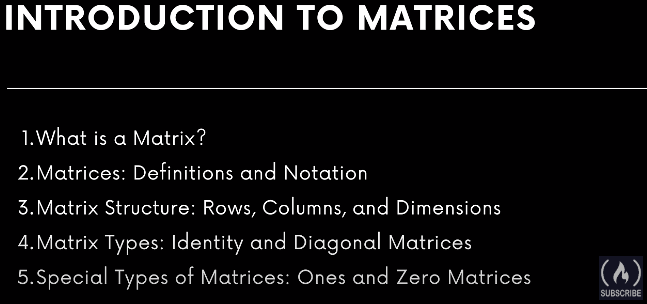 INTRODUCTION TO MATRICES
1.What is a Matrix?
2.Matrices: Definitions and Notation
3.Matrix Structure: Rows, Columns, and Dimensions
4.Matrix Types: Identity and Diagonal Matrices
5.Special Types of Matrices: Ones and Zero Matrices
SUBSCRIBE